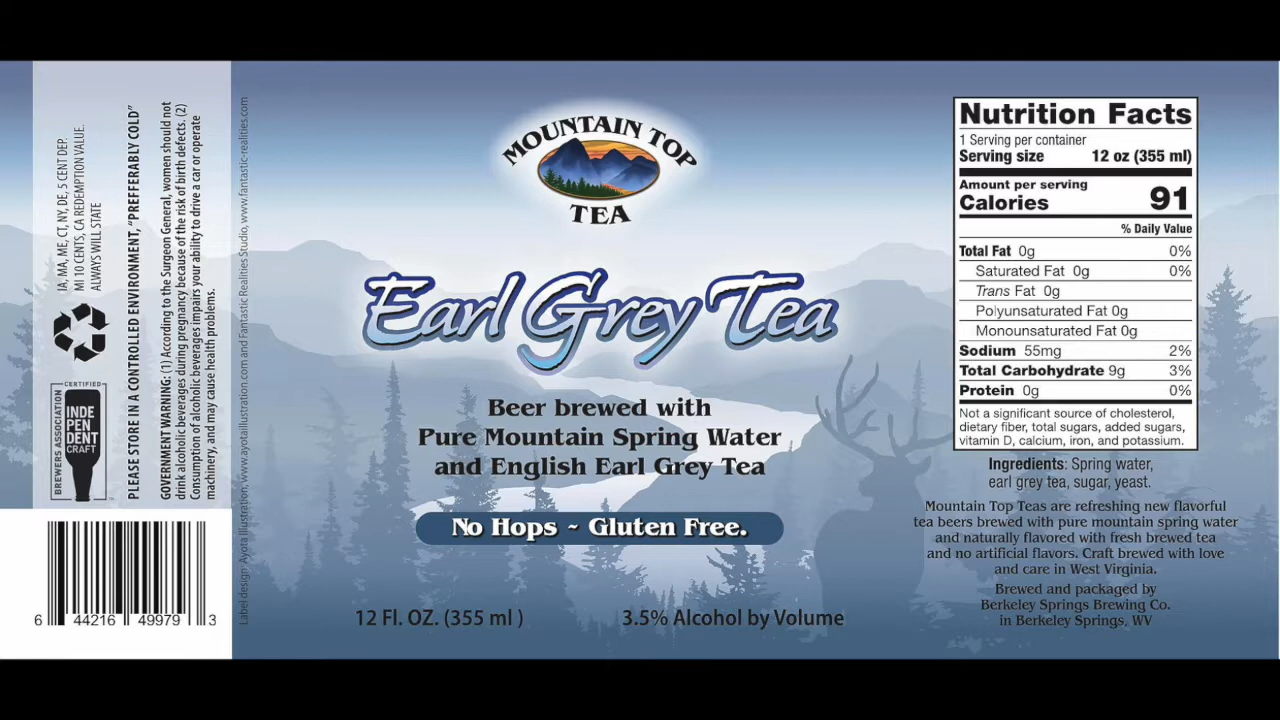 IA, MA, ME, CT, NY, DE, 5 CENT DEP.
MI 10 CENTS, CA REDEMPTION VALUE.
ALWAYS WILL STATE
CERTIFIED
BREWERS ASSOCIATION
INDE
PEN
DENT
CRAFT
TM
PLEASE STORE IN A CONTROLLED ENVIRONMENT, "PREFFERABLY COLD"
GOVERNMENT WARNING: (1) According to the Surgeon General, women should not
drink alcoholic beverages during pregnancy because of the risk of birth defects. (2)
Consumption of alcoholic beverages impairs your ability to drive a car or operate
machinery, and may cause health problems.
Label design: Ayota Illustration, www.ayotaillustration.com and Fantastic Realities Studio, www.fantastic-realities.com
6 44216 49979 3
MOUNTAIN TOP
TEA
Earl Grey Tea
Beer brewed with
Pure Mountain Spring Water
and English Earl Grey Tea
No Hops ~ Gluten Free.
12 Fl. OZ. (355 ml )
3.5% Alcohol by Volume
Nutrition Facts
1 Serving per container
Serving size 12 oz (355 ml)
Amount per serving
Calories 91
% Daily Value
Total Fat 0g 0%
Saturated Fat 0g 0%
Trans Fat 0g
Polyunsaturated Fat 0g
Monounsaturated Fat 0g
Sodium 55mg 2%
Total Carbohydrate 9g 3%
Protein 0g 0%
Not a significant source of cholesterol,
dietary fiber, total sugars, added sugars,
vitamin D, calcium, iron, and potassium.
Ingredients: Spring water,
earl grey tea, sugar, yeast.
Mountain Top Teas are refreshing new flavorful
tea beers brewed with pure mountain spring water
and naturally flavored with fresh brewed tea
and no artificial flavors. Craft brewed with love
and care in West Virginia.
Brewed and packaged by
Berkeley Springs Brewing Co.
in Berkeley Springs, WV